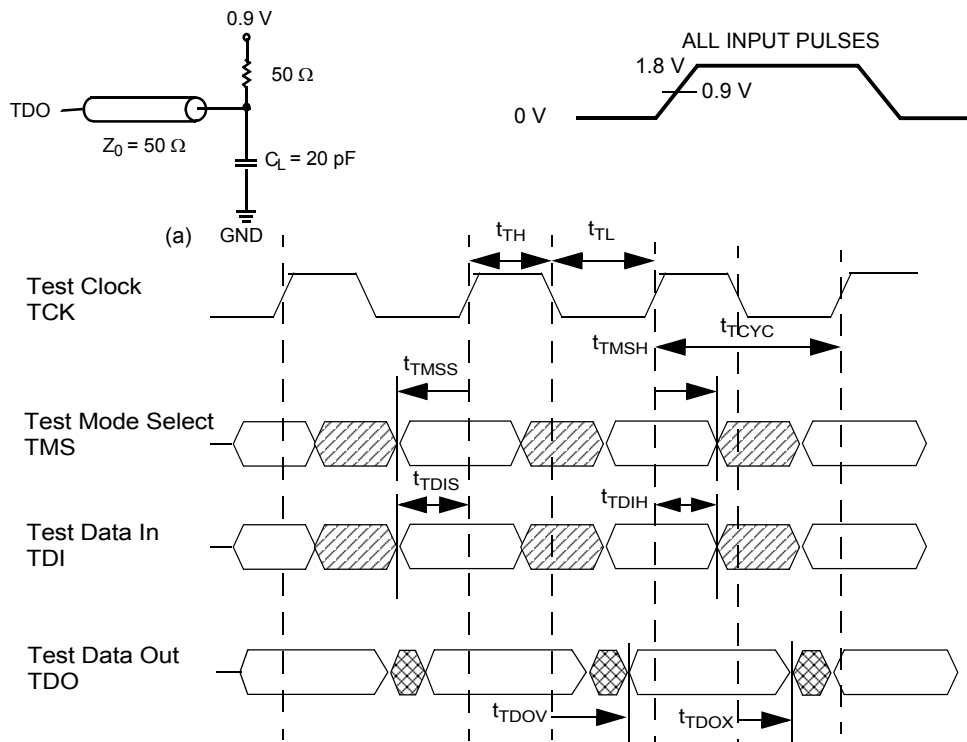 0.9 V
ALL INPUT PULSES
50 Ω
1.8 V
0.9 V
TDO
0 V
Z0 = 50 Ω
CL = 20 pF
(a)
GND
tTH
tTL
Test Clock
TCK
tTCYC
tTMSH
tTMSS
Test Mode Select
TMS
tTDIS
tTDIH
Test Data In
TDI
Test Data Out
TDO
tTDOV
tTDOX